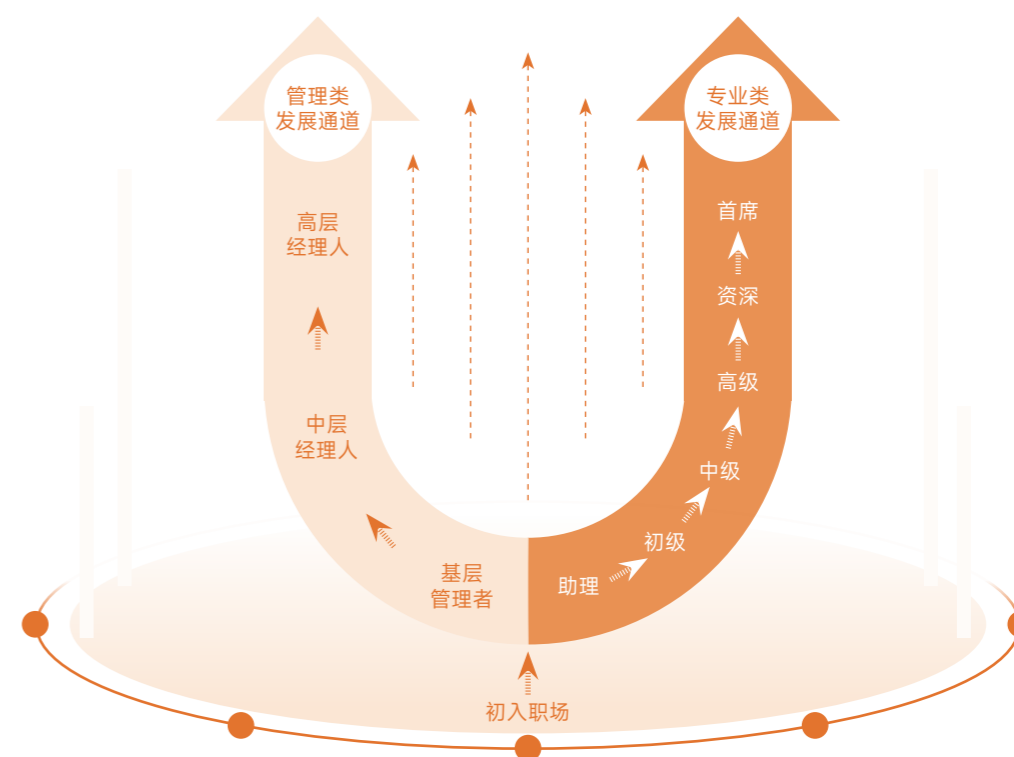 管理类
发展通道
高层
经理人
中层
经理人
基层
管理者
专业类
发展通道
首席
资深
高级
中级
初级
助理
初入职场